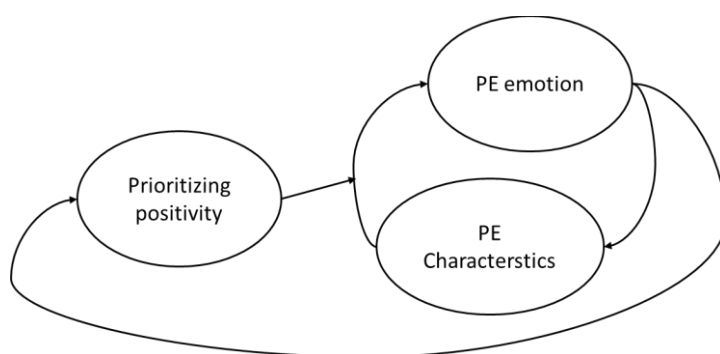 PE emotion
Prioritizing
positivity
PE
Characterstics